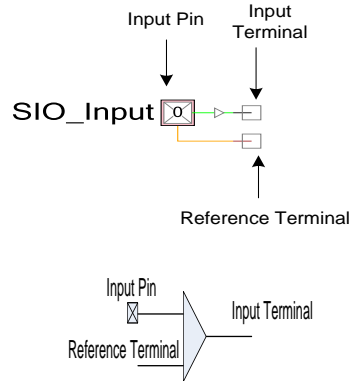 Input Pin
Input
Terminal
SIO_Input
0
Reference Terminal
Input Pin
Input Terminal
Reference Terminal